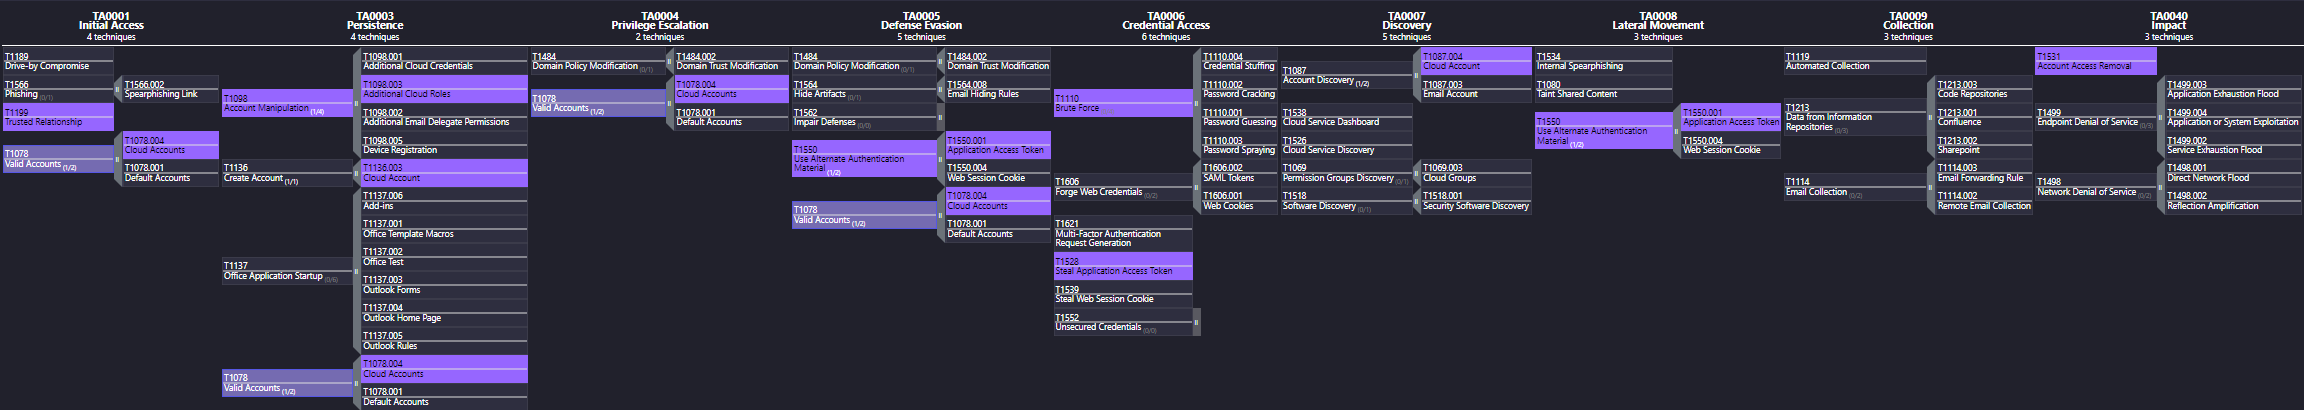 TA0001
Initial Access
4 techniques
T1189
Drive-by Compromise
T1566
Phishing (0/1)
T1566.002
Spearphishing Link
T1199
Trusted Relationship
T1078
Valid Accounts (1/2)
T1078.004
Cloud Accounts
T1078.001
Default Accounts
TA0003
Persistence
4 techniques
T1098
Account Manipulation (1/4)
T1098.001
Additional Cloud Credentials
T1098.003
Additional Cloud Roles
T1098.002
Additional Email Delegate Permissions
T1098.005
Device Registration
T1136
Create Account (1/1)
T1136.003
Cloud Account
T1137
Office Application Startup (0/6)
T1137.006
Add-ins
T1137.001
Office Template Macros
T1137.002
Office Test
T1137.003
Outlook Forms
T1137.004
Outlook Home Page
T1137.005
Outlook Rules
T1078
Valid Accounts (1/2)
T1078.004
Cloud Accounts
T1078.001
Default Accounts
TA0004
Privilege Escalation
2 techniques
T1484
Domain Policy Modification (0/1)
T1484.002
Domain Trust Modification
T1078
Valid Accounts (1/2)
T1078.004
Cloud Accounts
T1078.001
Default Accounts
TA0005
Defense Evasion
5 techniques
T1484
Domain Policy Modification (0/1)
T1484.002
Domain Trust Modification
T1564
Hide Artifacts (0/1)
T1564.008
Email Hiding Rules
T1562
Impair Defenses (0/0)
T1550
Use Alternate Authentication
Material (1/2)
T1550.001
Application Access Token
T1550.004
Web Session Cookie
T1078
Valid Accounts (1/2)
T1078.004
Cloud Accounts
T1078.001
Default Accounts
TA0006
Credential Access
6 techniques
T1110
Brute Force
T1110.004
Credential Stuffing
T1110.002
Password Cracking
T1110.001
Password Guessing
T1110.003
Password Spraying
T1606
Forge Web Credentials (0/2)
T1606.002
SAML Tokens
T1606.001
Web Cookies
T1621
Multi-Factor Authentication
Request Generation
T1528
Steal Application Access Token
T1539
Steal Web Session Cookie
T1552
Unsecured Credentials (0/0)
TA0007
Discovery
5 techniques
T1087
Account Discovery (1/2)
T1087.004
Cloud Account
T1087.003
Email Account
T1538
Cloud Service Dashboard
T1526
Cloud Service Discovery
T1069
Permission Groups Discovery (0/1)
T1069.003
Cloud Groups
T1518
Software Discovery (0/1)
T1518.001
Security Software Discovery
TA0008
Lateral Movement
3 techniques
T1534
Internal Spearphishing
T1080
Taint Shared Content
T1550
Use Alternate Authentication
Material (1/2)
T1550.001
Application Access Token
T1550.004
Web Session Cookie
TA0009
Collection
3 techniques
T1119
Automated Collection
T1213
Data from Information
Repositories (0/3)
T1213.003
Code Repositories
T1213.001
Confluence
T1213.002
Sharepoint
T1114
Email Collection (0/2)
T1114.003
Email Forwarding Rule
T1114.002
Remote Email Collection
TA0040
Impact
3 techniques
T1531
Account Access Removal
T1499
Endpoint Denial of Service (0/3)
T1499.003
Application Exhaustion Flood
T1499.004
Application or System Exploitation
T1499.002
Service Exhaustion Flood
T1498
Network Denial of Service (0/2)
T1498.001
Direct Network Flood
T1498.002
Reflection Amplification